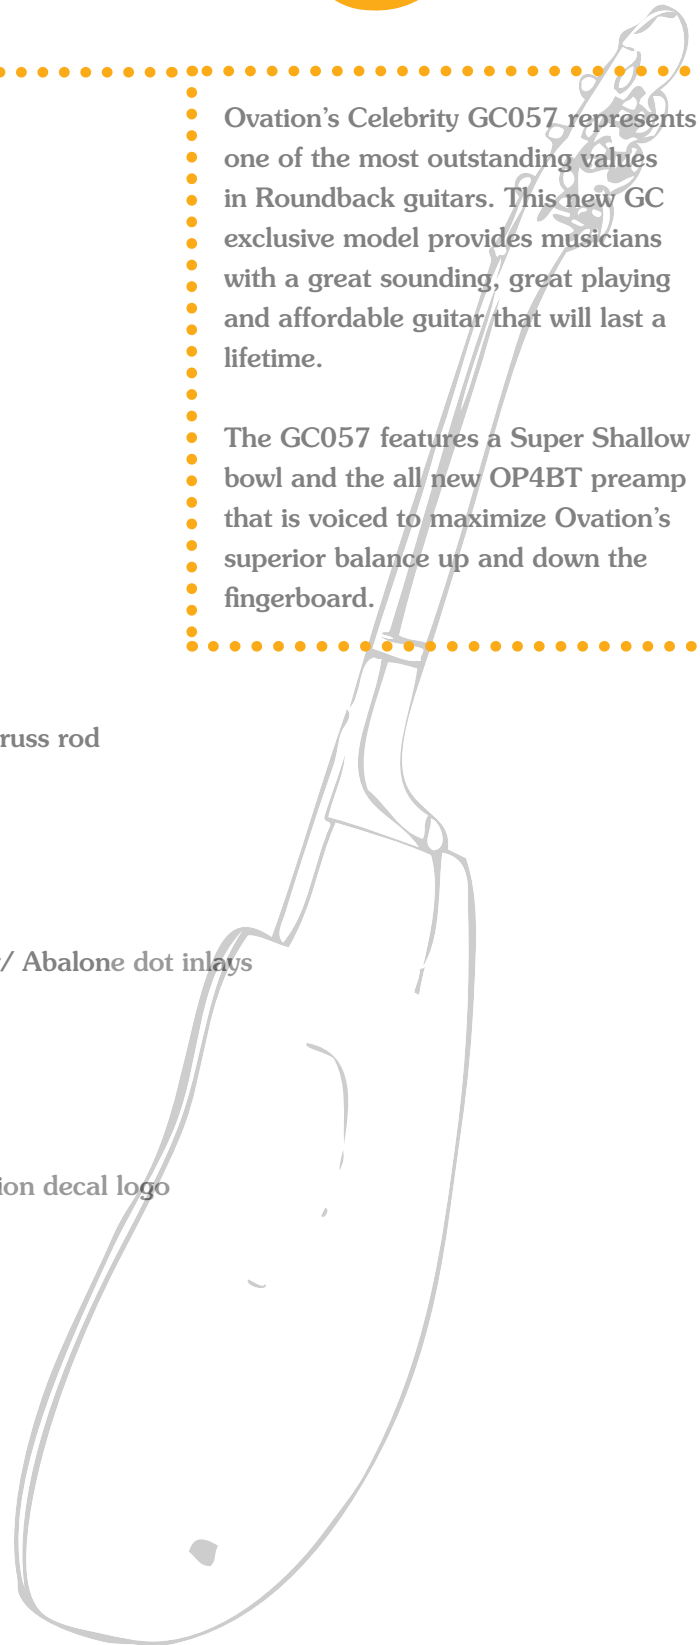 Ovation’s Celebrity GC057 represents
one of the most outstanding values
in Roundback guitars. This new GC
exclusive model provides musicians
with a great sounding, great playing
and affordable guitar that will last a
lifetime.
The GC057 features a Super Shallow
bowl and the all new OP4BT preamp
that is voiced to maximize Ovation’s
superior balance up and down the
fingerboard.
russ rod
/ Abalone dot inlays
ion decal logo